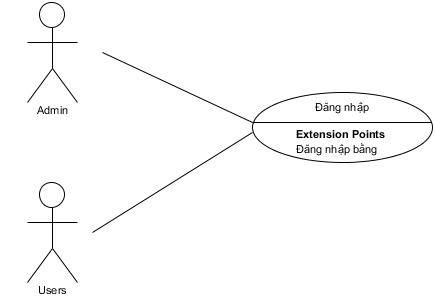 Admin
Đăng nhập
Extension Points
Đăng nhập bằng
Users